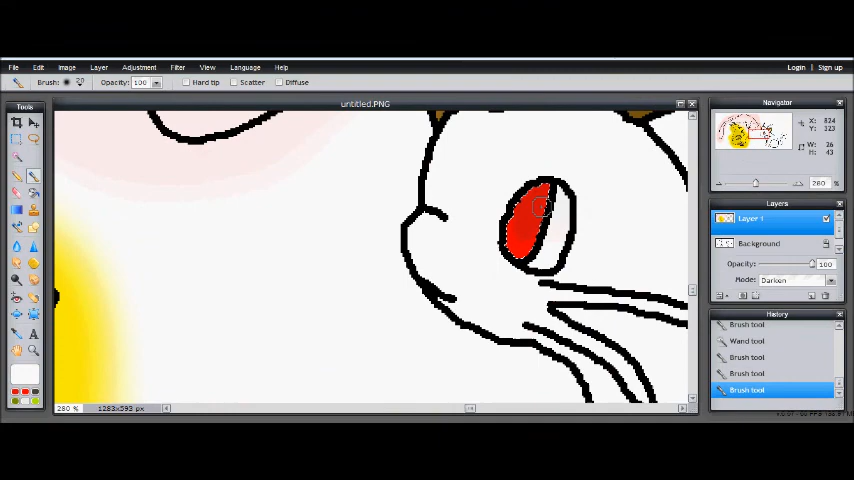 File Edit Image Layer Adjustment Filter View Language Help Login Sign up
Brush: 20 Opacity: 100 Hard tip Scatter Diffuse
Tools
untitled.PNG
Navigator
X: 824
Y: 323
W: 26
H: 43
280 %
Layers
Layer 1
Background
Opacity: 100
Mode: Darken
History
Brush tool
Wand tool
Brush tool
Brush tool
Brush tool
280 % 1283x593 px